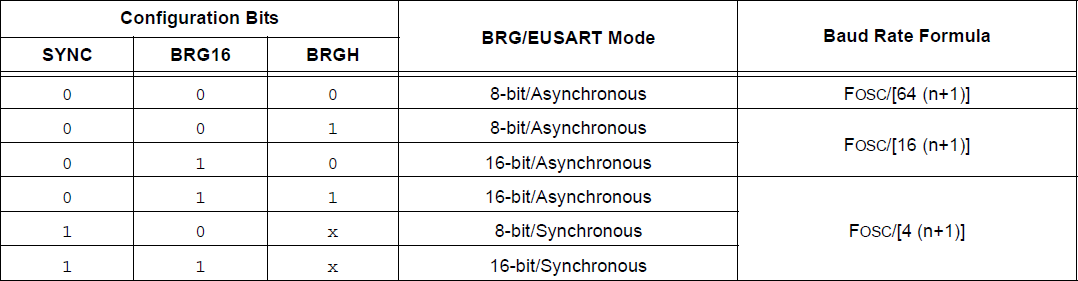 Configuration Bits BRG/EUSART Mode Baud Rate Formula
SYNC BRG16 BRGH
0 0 0 8-bit/Asynchronous FOSC/[64 (n+1)]
0 0 1 8-bit/Asynchronous FOSC/[16 (n+1)]
0 1 0 16-bit/Asynchronous
0 1 1 16-bit/Asynchronous FOSC/[4 (n+1)]
1 0 x 8-bit/Synchronous
1 1 x 16-bit/Synchronous